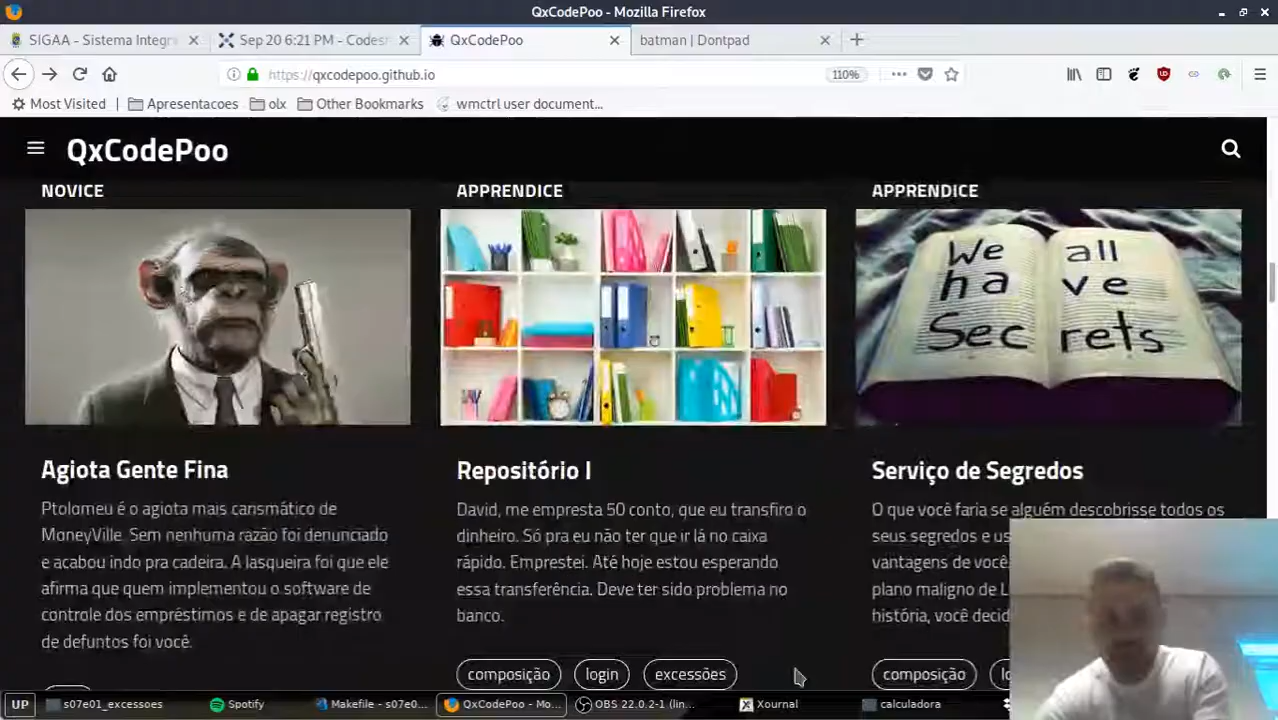 QxCodePoo - Mozilla Firefox
SIGAA - Sistema Integr
Sep 20 6:21 PM - Codes
QxCodePoo
batman | Dontpad
https://qxcodepoo.github.io
110%
Most Visited
Apresentacoes
olx
Other Bookmarks
wmctrl user document...
QxCodePoo
NOVICE
APPRENDICE
APPRENDICE
We all
ha ve
Sec rets
Agiota Gente Fina
Ptolomeu é o agiota mais carismático de
MoneyVille. Sem nenhuma razão foi denunciado
e acabou indo pra cadeira. A lasqueira foi que ele
afirma que quem implementou o software de
controle dos empréstimos e de apagar registro
de defuntos foi você.
Repositório I
David, me empresta 50 conto, que eu transfiro o
dinheiro. Só pra eu não ter que ir lá no caixa
rápido. Emprestei. Até hoje estou esperando
essa transferência. Deve ter sido problema no
banco.
composição
login
excessões
Serviço de Segredos
O que você faria se alguém descobrisse todos os
seus segredos e us
vantagens de você
plano maligno de L
história, você decid
composição
lo
UP
s07e01_excessoes
Spotify
Makefile - s07e0...
QxCodePoo - Mo...
OBS 22.0.2-1 (lin...
Xournal
calculadora